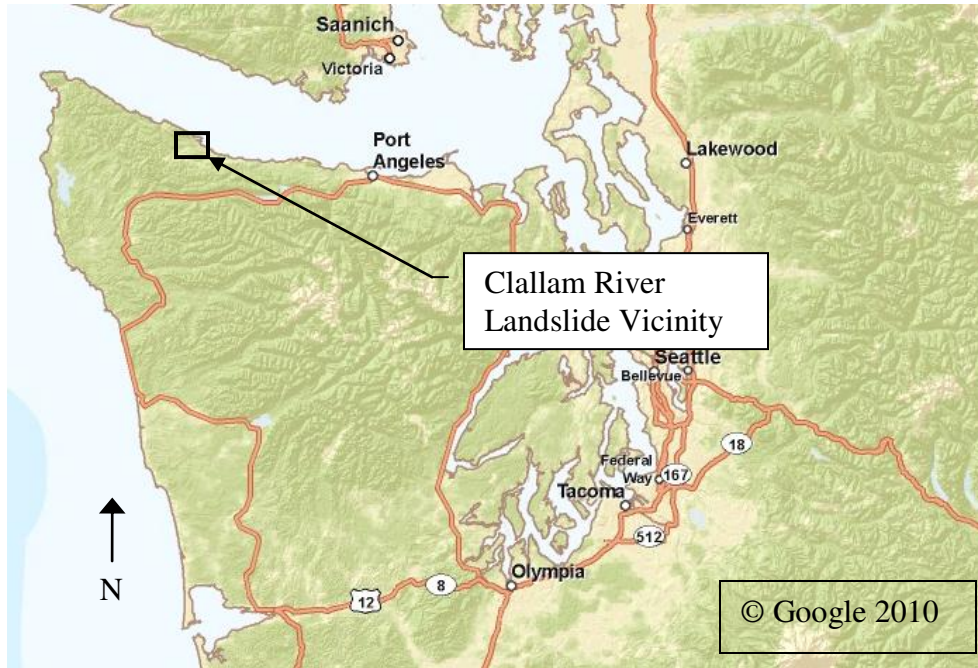 Saanich
Victoria
Port
Angeles
Lakewood
Everett
Clallam River
Landslide Vicinity
Seattle
Bellevue
18
Federal
Way
167
Tacoma
512
Olympia
8
12
N
© Google 2010